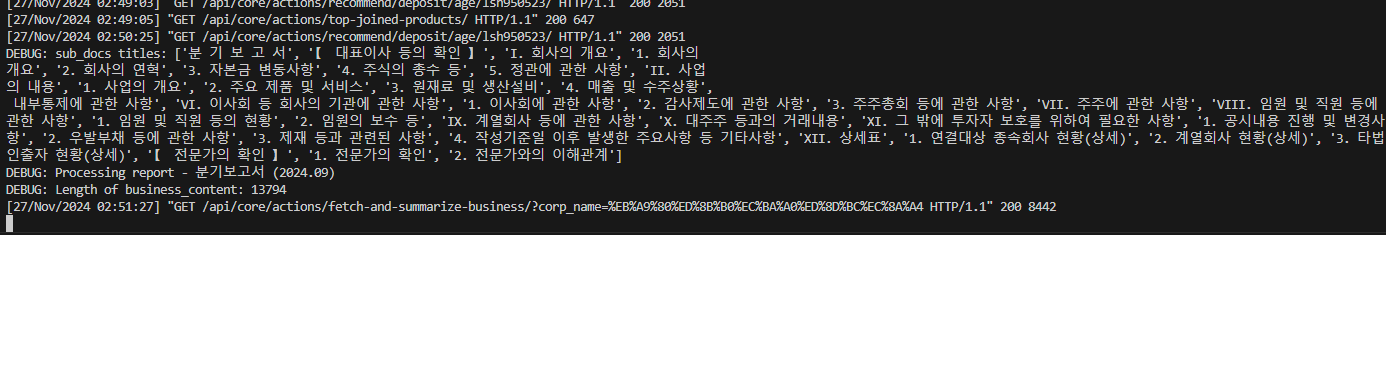 [27/Nov/2024 02:49:03] "GET /api/core/actions/recommend/deposit/age/lsh950523/ HTTP/1.1" 200 2051
[27/Nov/2024 02:49:05] "GET /api/core/actions/top-joined-products/ HTTP/1.1" 200 647
[27/Nov/2024 02:50:25] "GET /api/core/actions/recommend/deposit/age/lsh950523/ HTTP/1.1" 200 2051
DEBUG: sub_docs titles: ['분 기 보 고 서', '【 대표이사 등의 확인 】', 'I. 회사의 개요', '1. 회사의
개요', '2. 회사의 연혁', '3. 자본금 변동사항', '4. 주식의 총수 등', '5. 정관에 관한 사항', 'II. 사업
의 내용', '1. 사업의 개요', '2. 주요 제품 및 서비스', '3. 원재료 및 생산설비', '4. 매출 및 수주상황',
내부통제에 관한 사항', 'VI. 이사회 등 회사의 기관에 관한 사항', '1. 이사회에 관한 사항', '2. 감사제도에 관한 사항', '3. 주주총회 등에 관한 사항', 'VII. 주주에 관한 사항', 'VIII. 임원 및 직원 등에
관한 사항', '1. 임원 및 직원 등의 현황', '2. 임원의 보수 등', 'IX. 계열회사 등에 관한 사항', 'X. 대주주 등과의 거래내용', 'XI. 그 밖에 투자자 보호를 위하여 필요한 사항', '1. 공시내용 진행 및 변경사
항', '2. 우발부채 등에 관한 사항', '3. 제재 등과 관련된 사항', '4. 작성기준일 이후 발생한 주요사항 등 기타사항', 'XII. 상세표', '1. 연결대상 종속회사 현황(상세)', '2. 계열회사 현황(상세)', '3. 타법
인출자 현황(상세)', '【 전문가의 확인 】', '1. 전문가의 확인', '2. 전문가와의 이해관계']
DEBUG: Processing report - 분기보고서 (2024.09)
DEBUG: Length of business_content: 13794
[27/Nov/2024 02:51:27] "GET /api/core/actions/fetch-and-summarize-business/?corp_name=%EB%A9%80%ED%8B%B0%EC%BA%A0%ED%8D%BC%EC%8A%A4 HTTP/1.1" 200 8442